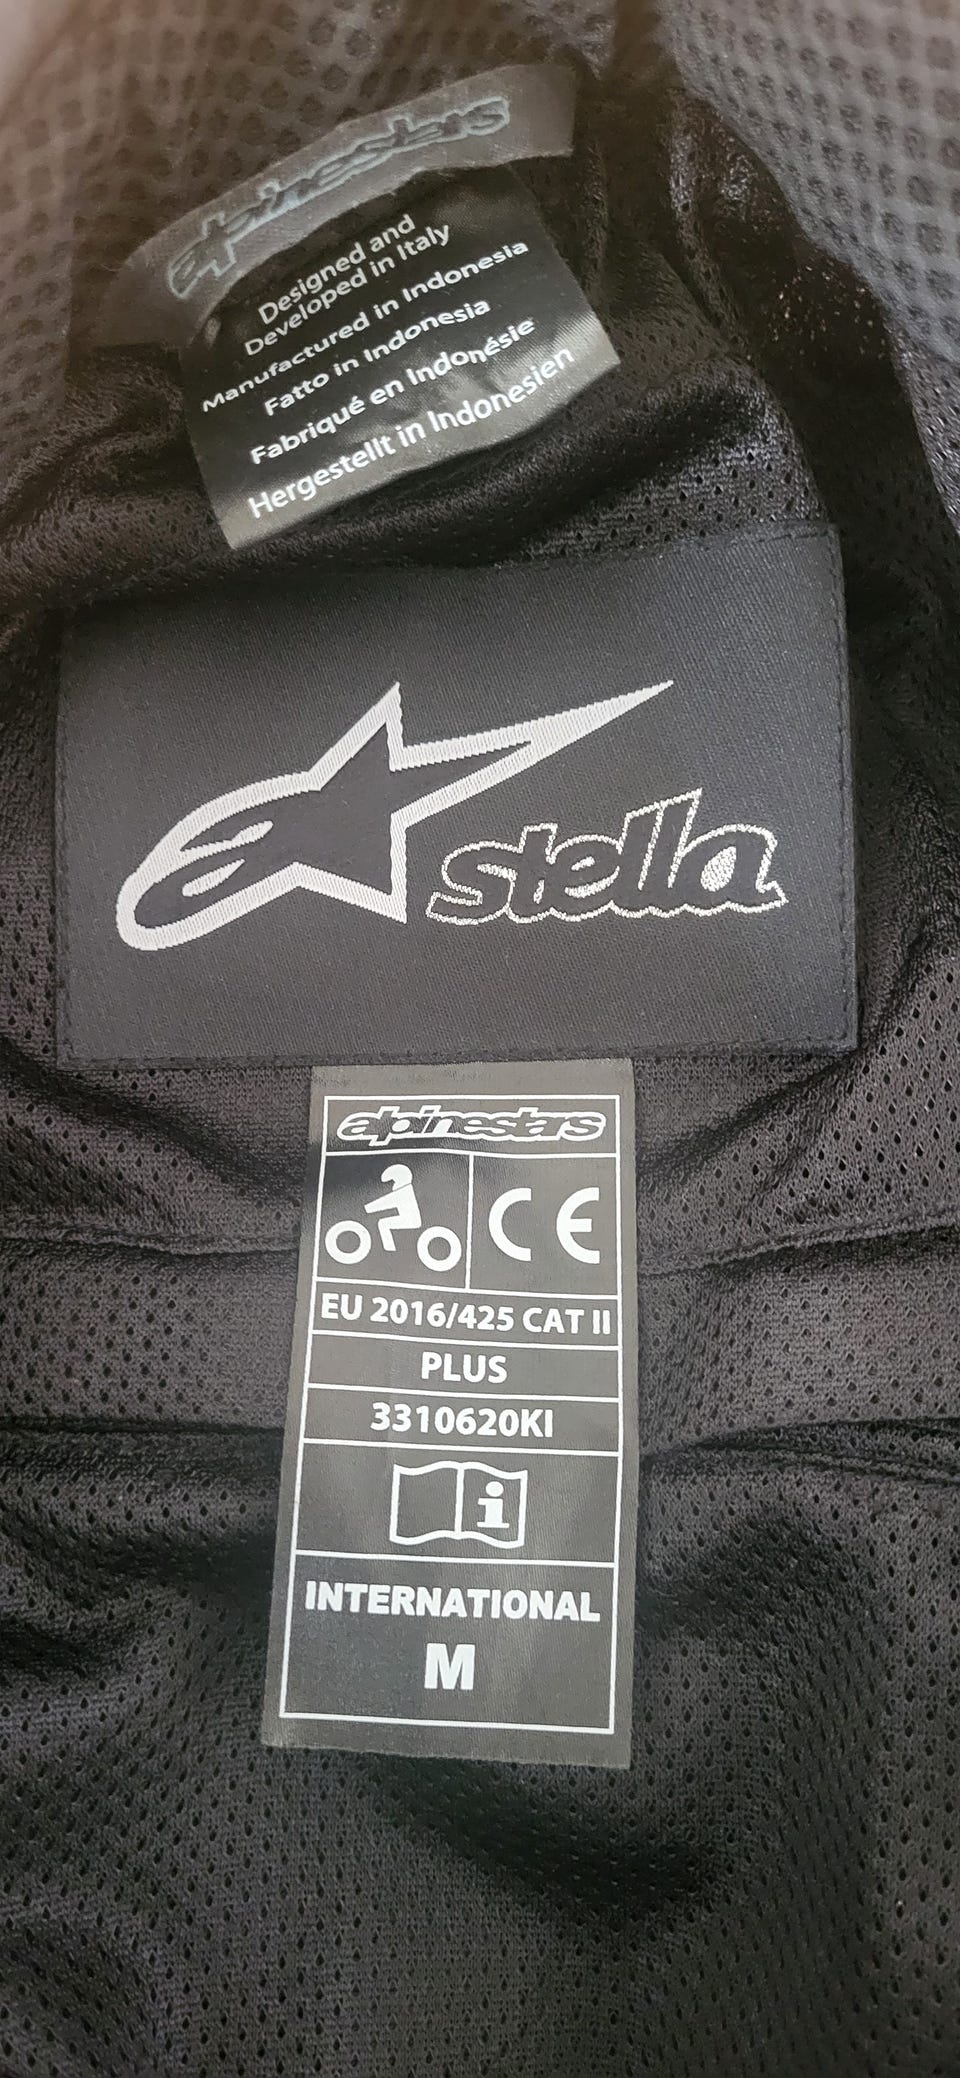 alpinestars
Designed and
Developed in Italy
Manufactured in Indonesia
Fatto in Indonesia
Fabriqué en Indonésie
Hergestellt in Indonesien
stella
alpinestars
CE
EU 2016/425 CAT II
PLUS
3310620KI
i
INTERNATIONAL
M